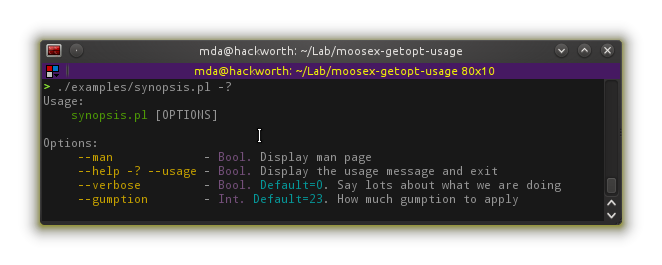 mda@hackworth: ~/Lab/moosex-getopt-usage
mda@hackworth: ~/Lab/moosex-getopt-usage 80x10
> ./examples/synopsis.pl -?
Usage:
    synopsis.pl [OPTIONS]

Options:
     --man             - Bool. Display man page
     --help -? --usage - Bool. Display the usage message and exit
     --verbose         - Bool. Default=0. Say lots about what we are doing
     --gumption        - Int. Default=23. How much gumption to apply